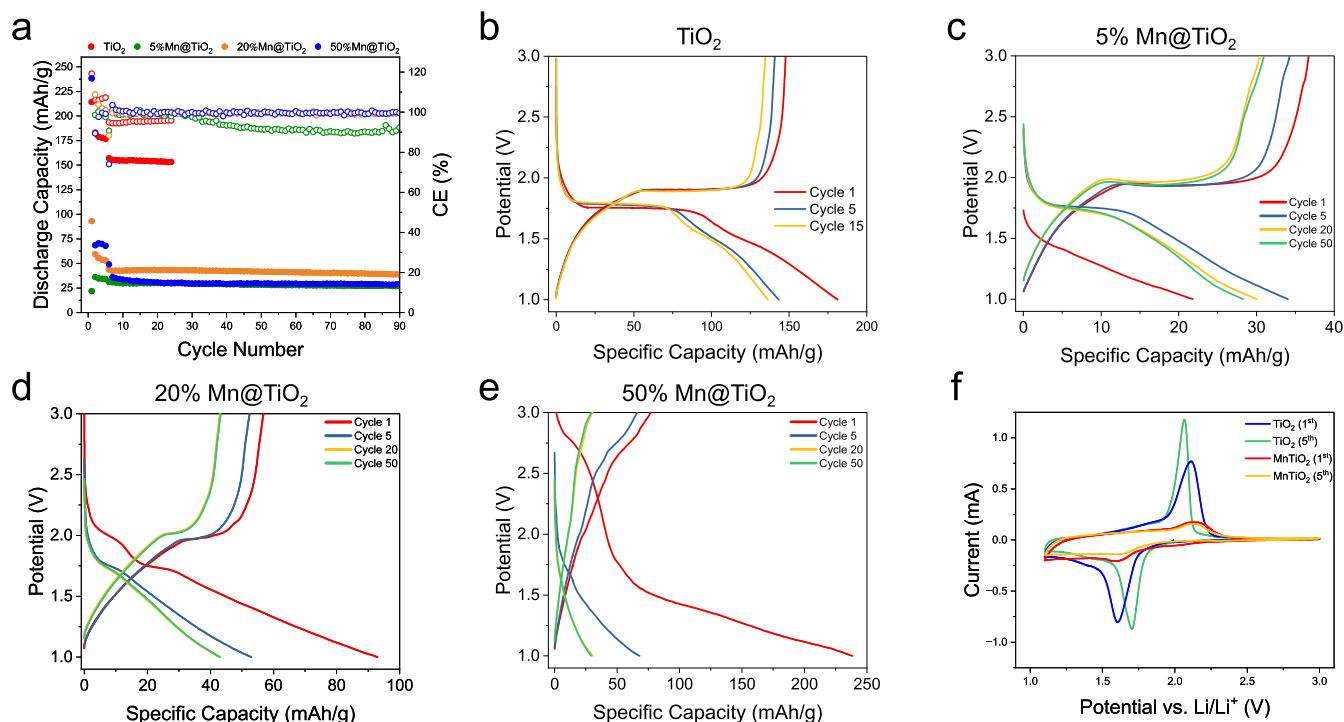 a
TiO₂ 5%Mn@TiO₂ 20%Mn@TiO₂ 50%Mn@TiO₂
250
225
200
175
150
125
100
75
50
25
0
120
100
80
60
40
20
0
0 10 20 30 40 50 60 70 80 90
Discharge Capacity (mAh/g)
CE (%)
Cycle Number
b
TiO₂
3.0
2.5
2.0
1.5
1.0
Potential (V)
Cycle 1
Cycle 5
Cycle 15
0 50 100 150 200
Specific Capacity (mAh/g)
c
5% Mn@TiO₂
3.0
2.5
2.0
1.5
1.0
Potential (V)
Cycle 1
Cycle 5
Cycle 20
Cycle 50
0 10 20 30 40
Specific Capacity (mAh/g)
d
20% Mn@TiO₂
3.0
2.5
2.0
1.5
1.0
Potential (V)
Cycle 1
Cycle 5
Cycle 20
Cycle 50
0 20 40 60 80 100
Specific Capacity (mAh/g)
e
50% Mn@TiO₂
3.0
2.5
2.0
1.5
1.0
Potential (V)
Cycle 1
Cycle 5
Cycle 20
Cycle 50
0 50 100 150 200 250
Specific Capacity (mAh/g)
f
TiO₂ (1ˢᵗ)
TiO₂ (5ᵗʰ)
MnTiO₂ (1ˢᵗ)
MnTiO₂ (5ᵗʰ)
1.0
0.5
0.0
−0.5
−1.0
Current (mA)
1.0 1.5 2.0 2.5 3.0
Potential vs. Li/Li⁺ (V)